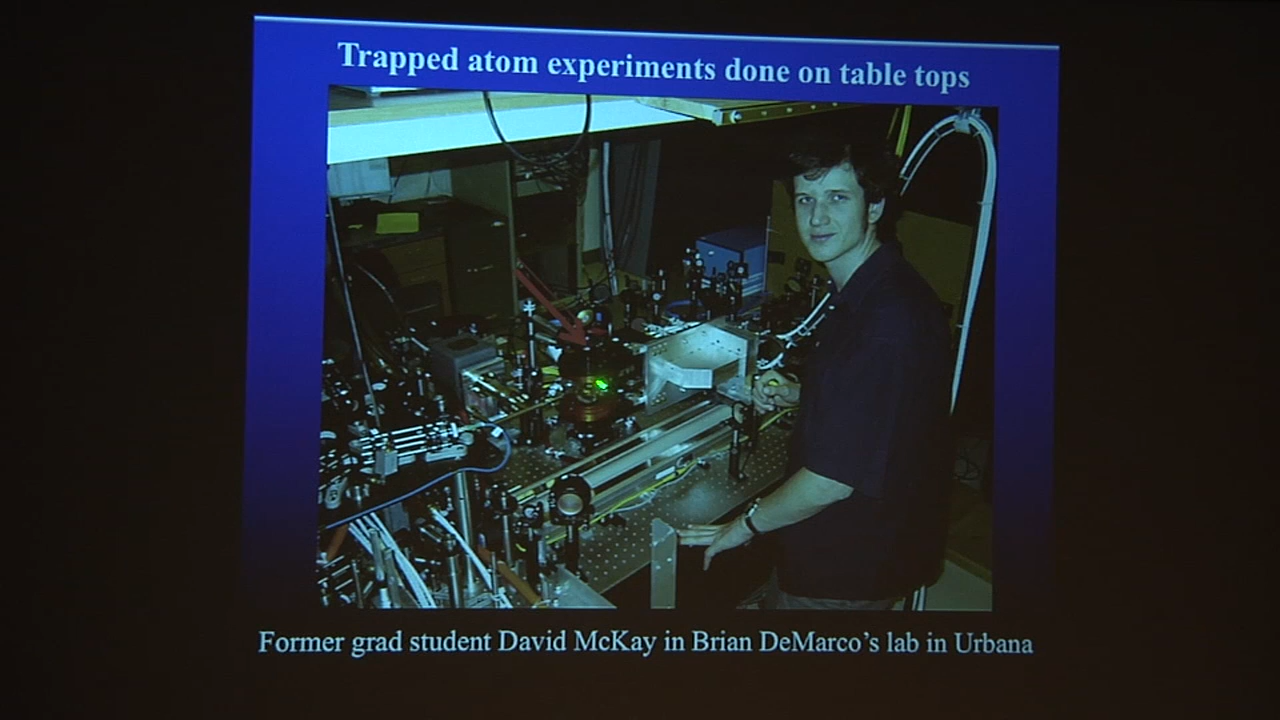 Trapped atom experiments done on table tops
Former grad student David McKay in Brian DeMarco's lab in Urbana